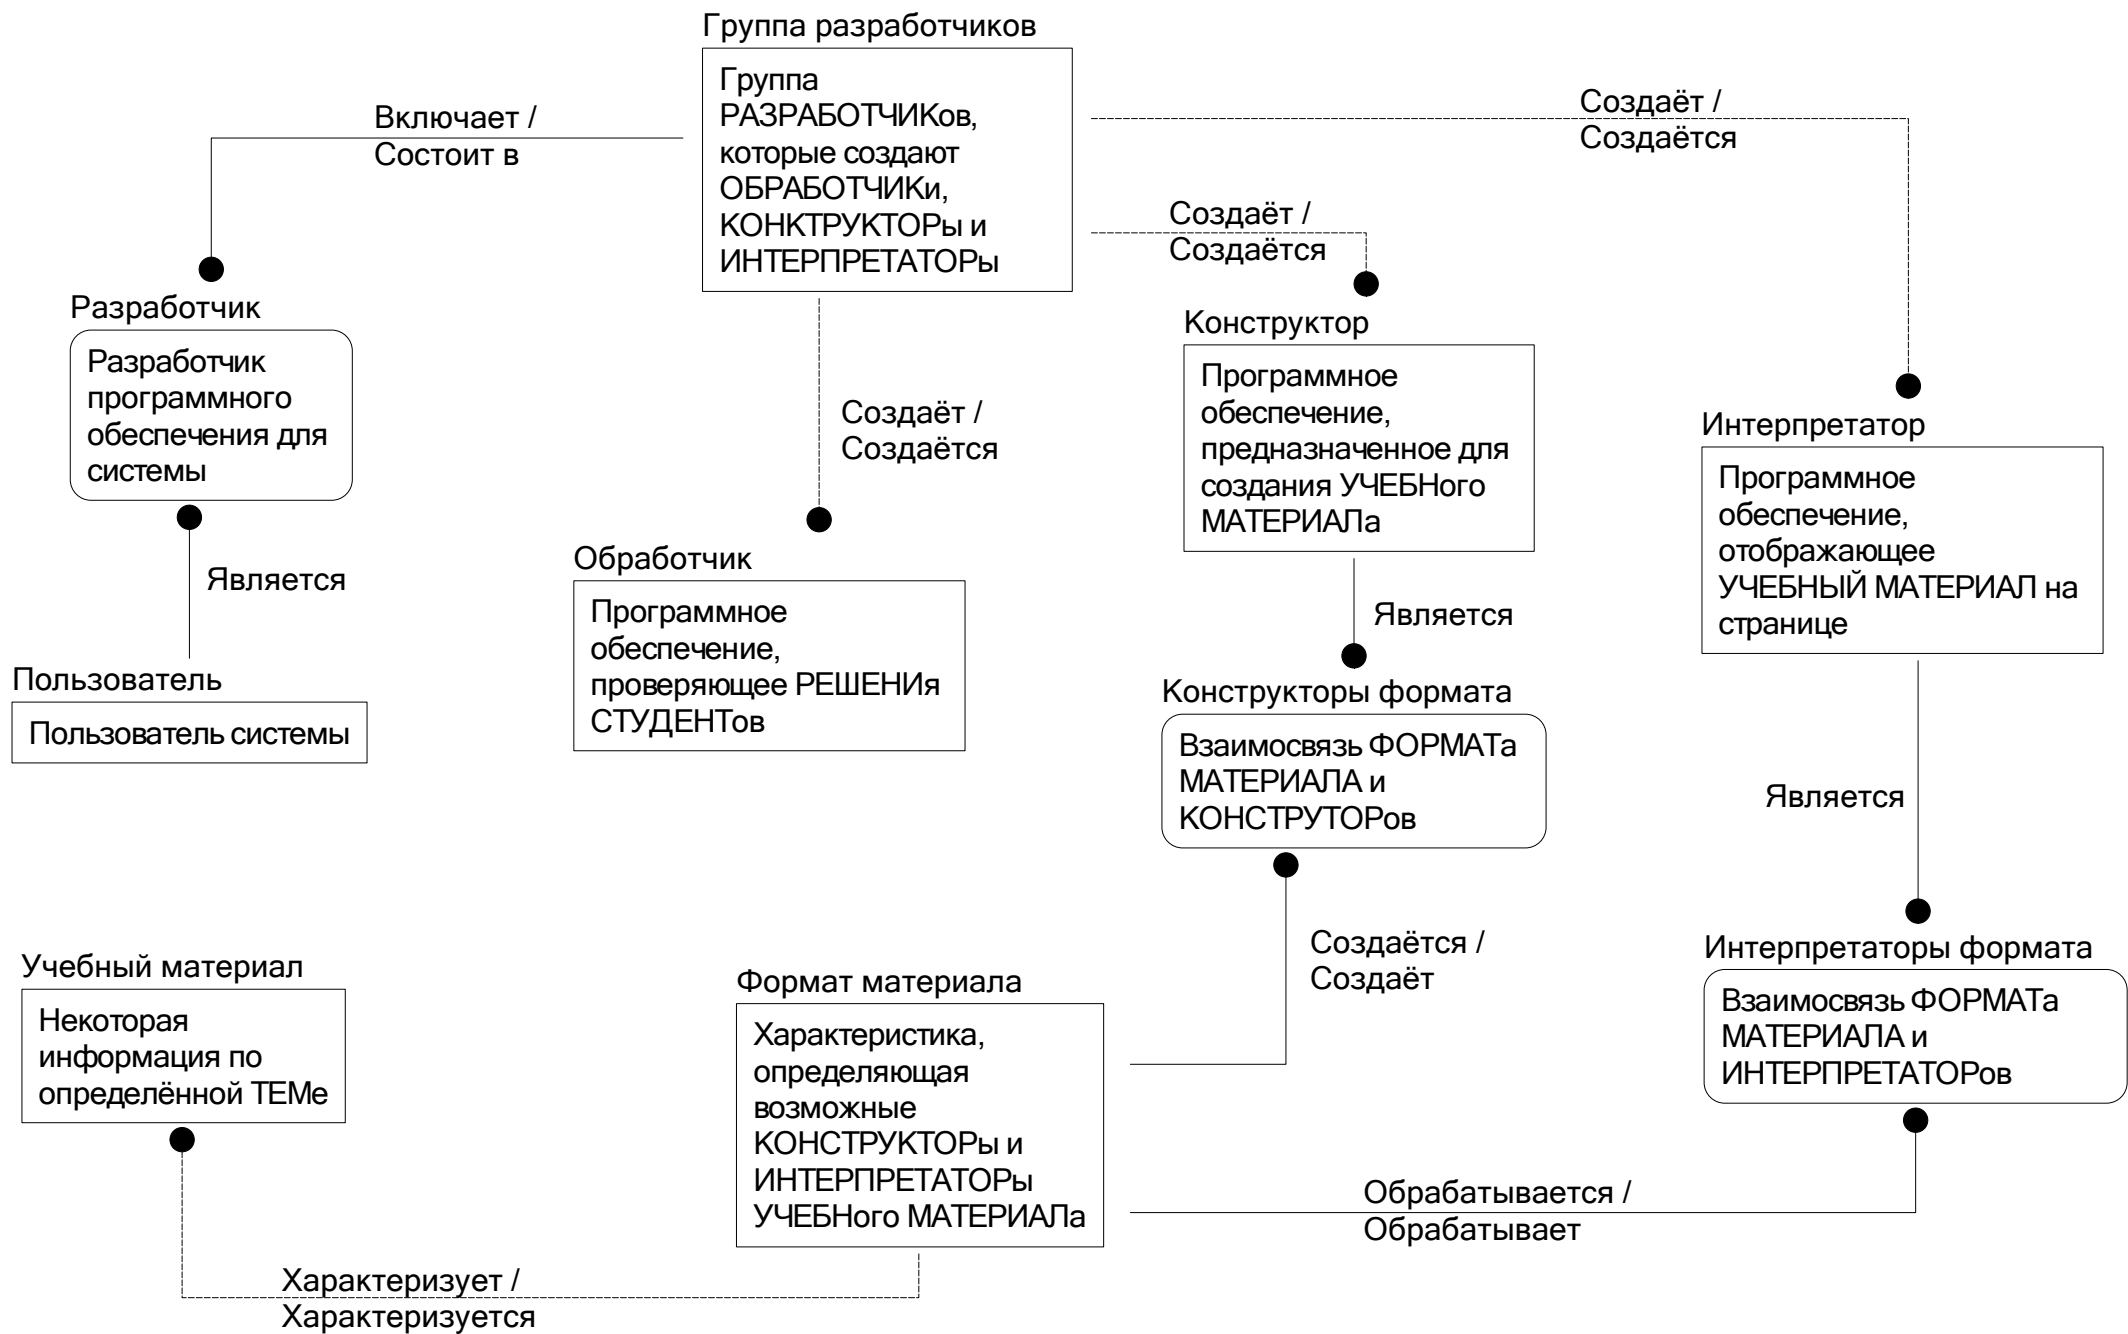 Группа разработчиков
Группа
РАЗРАБОТЧИКов,
которые создают
ОБРАБОТЧИКи,
КОНКТРУКТОРы и
ИНТЕРПРЕТАТОРы
Включает /
Состоит в
Создаёт /
Создаётся
Создаёт /
Создаётся
Разработчик
Разработчик
программного
обеспечения для
системы
Создаёт /
Создаётся
Конструктор
Программное
обеспечение,
предназначенное для
создания УЧЕБНого
МАТЕРИАЛа
Интерпретатор
Программное
обеспечение,
отображающее
УЧЕБНЫЙ МАТЕРИАЛ на
странице
Является
Обработчик
Программное
обеспечение,
проверяющее РЕШЕНИя
СТУДЕНТов
Является
Пользователь
Пользователь системы
Конструкторы формата
Взаимосвязь ФОРМАТа
МАТЕРИАЛА и
КОНСТРУТОРов
Является
Создаётся /
Создаёт
Интерпретаторы формата
Взаимосвязь ФОРМАТа
МАТЕРИАЛА и
ИНТЕРПРЕТАТОРов
Учебный материал
Некоторая
информация по
определённой ТЕМе
Формат материала
Характеристика,
определяющая
возможные
КОНСТРУКТОРы и
ИНТЕРПРЕТАТОРы
УЧЕБНого МАТЕРИАЛа
Обрабатывается /
Обрабатывает
Характеризует /
Характеризуется